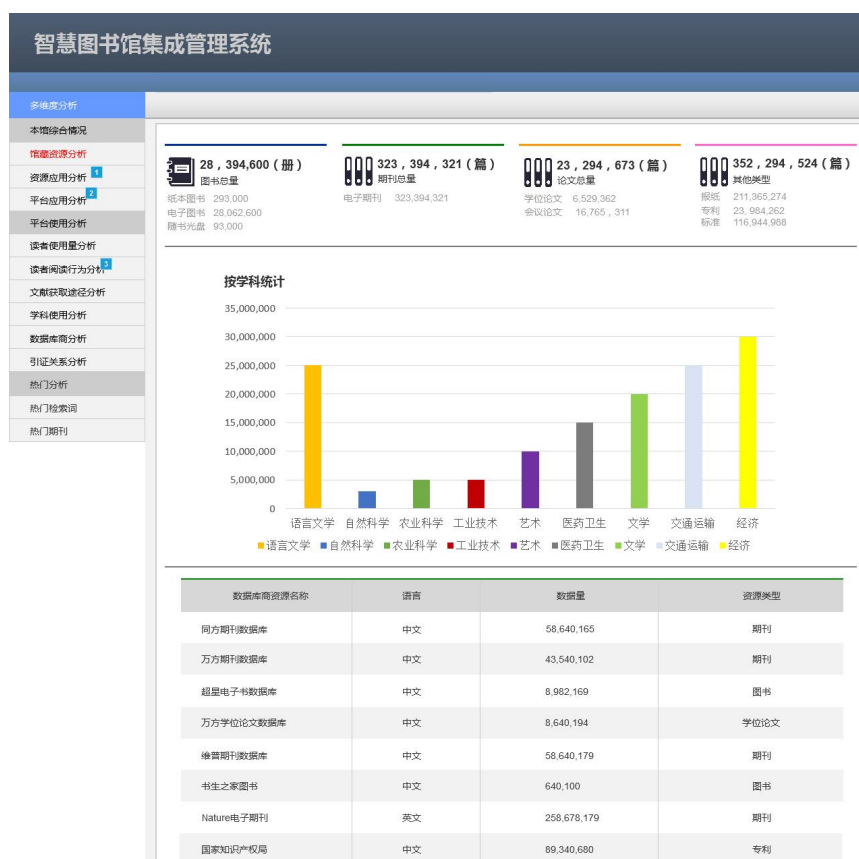 智慧图书馆集成管理系统
多维度分析
本馆综合情况
馆藏资源分析
资源应用分析 1
平台应用分析 2
平台使用分析
读者使用量分析
读者阅读行为分析 3
文献获取途径分析
学科使用分析
数据库商分析
引证关系分析
热门分析
热门检索词
热门期刊
28，394,600（册）
图书总量
纸本图书 293,000
电子图书 28,062,600
随书光盘 93,000
323，394，321（篇）
期刊总量
电子期刊 323,394,321
23，294，673（篇）
论文总量
学位论文 6,529,362
会议论文 16,765，311
352，294，524（篇）
其他类型
报纸 211,365,274
专利 23, 984,262
标准 116,944,988
按学科统计
35,000,000
30,000,000
25,000,000
20,000,000
15,000,000
10,000,000
5,000,000
0
语言文学 自然科学 农业科学 工业技术 艺术 医药卫生 文学 交通运输 经济
语言文学 自然科学 农业科学 工业技术 艺术 医药卫生 文学 交通运输 经济
数据库商资源名称 语言 数据量 资源类型
同方期刊数据库 中文 58,640,165 期刊
万方期刊数据库 中文 43,540,102 期刊
超星电子书数据库 中文 8,982,169 图书
万方学位论文数据库 中文 8,640,194 学位论文
维普期刊数据库 中文 58,640,179 期刊
书生之家图书 中文 640,100 图书
Nature电子期刊 英文 258,678,179 期刊
国家知识产权局 中文 89,340,680 专利